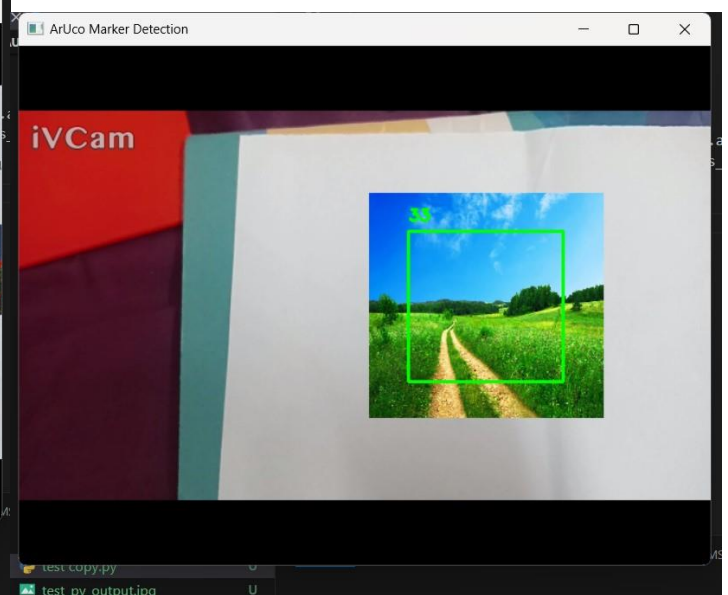 ArUco Marker Detection
iVCam
33
test copy.py
U
test_py_output.jpg
U